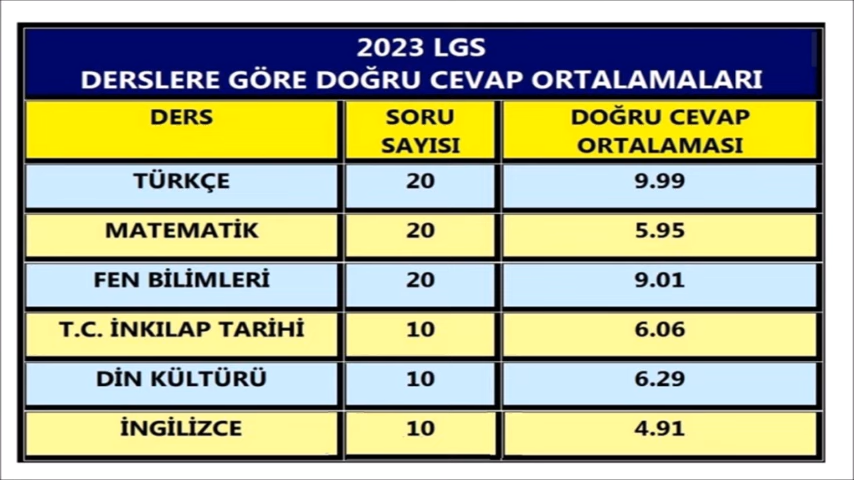 2023 LGS
DERSLERE GÖRE DOĞRU CEVAP ORTALAMALARI
DERS SORU SAYISI DOĞRU CEVAP ORTALAMASI
TÜRKÇE 20 9.99
MATEMATİK 20 5.95
FEN BİLİMLERİ 20 9.01
T.C. İNKILAP TARİHİ 10 6.06
DİN KÜLTÜRÜ 10 6.29
İNGİLİZCE 10 4.91